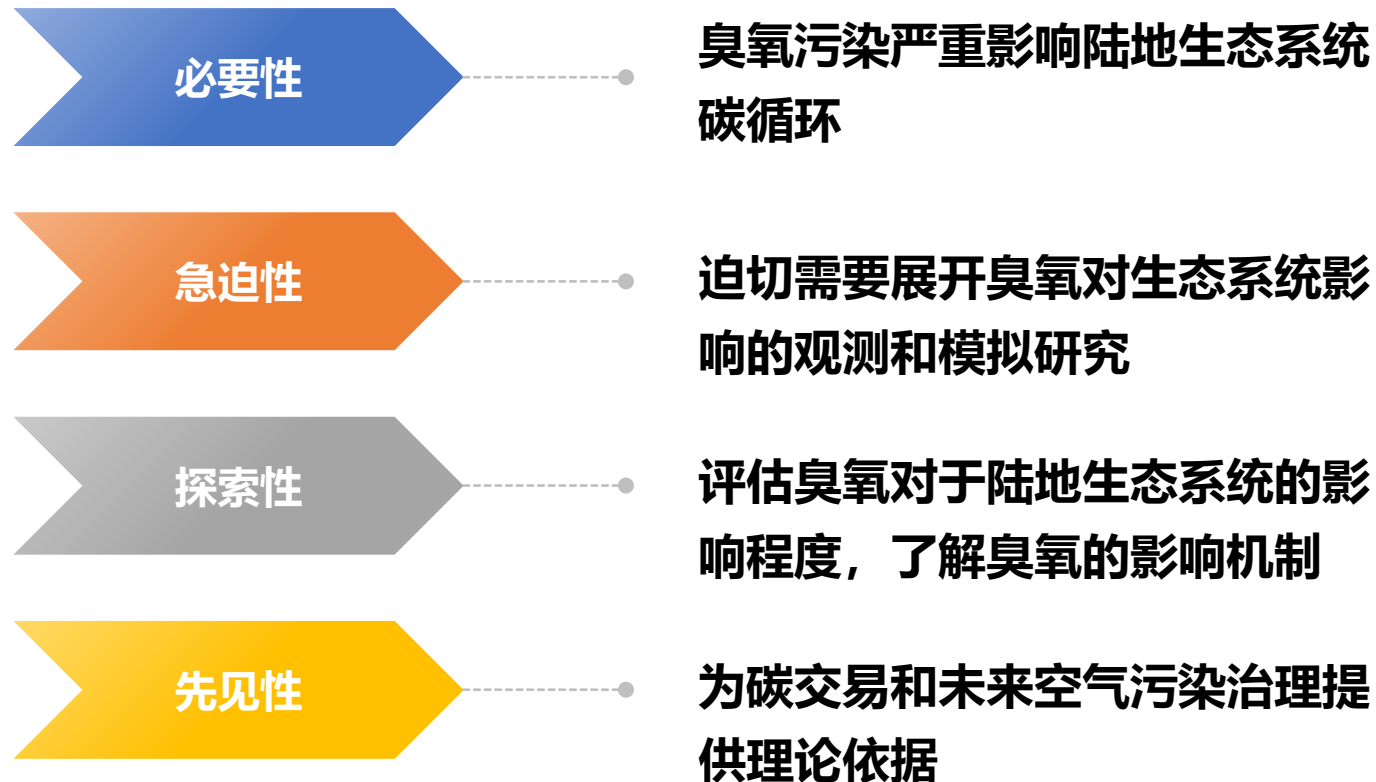 必要性
臭氧污染严重影响陆地生态系统
碳循环
急迫性
迫切需要展开臭氧对生态系统影
响的观测和模拟研究
探索性
评估臭氧对于陆地生态系统的影
响程度，了解臭氧的影响机制
先见性
为碳交易和未来空气污染治理提
供理论依据